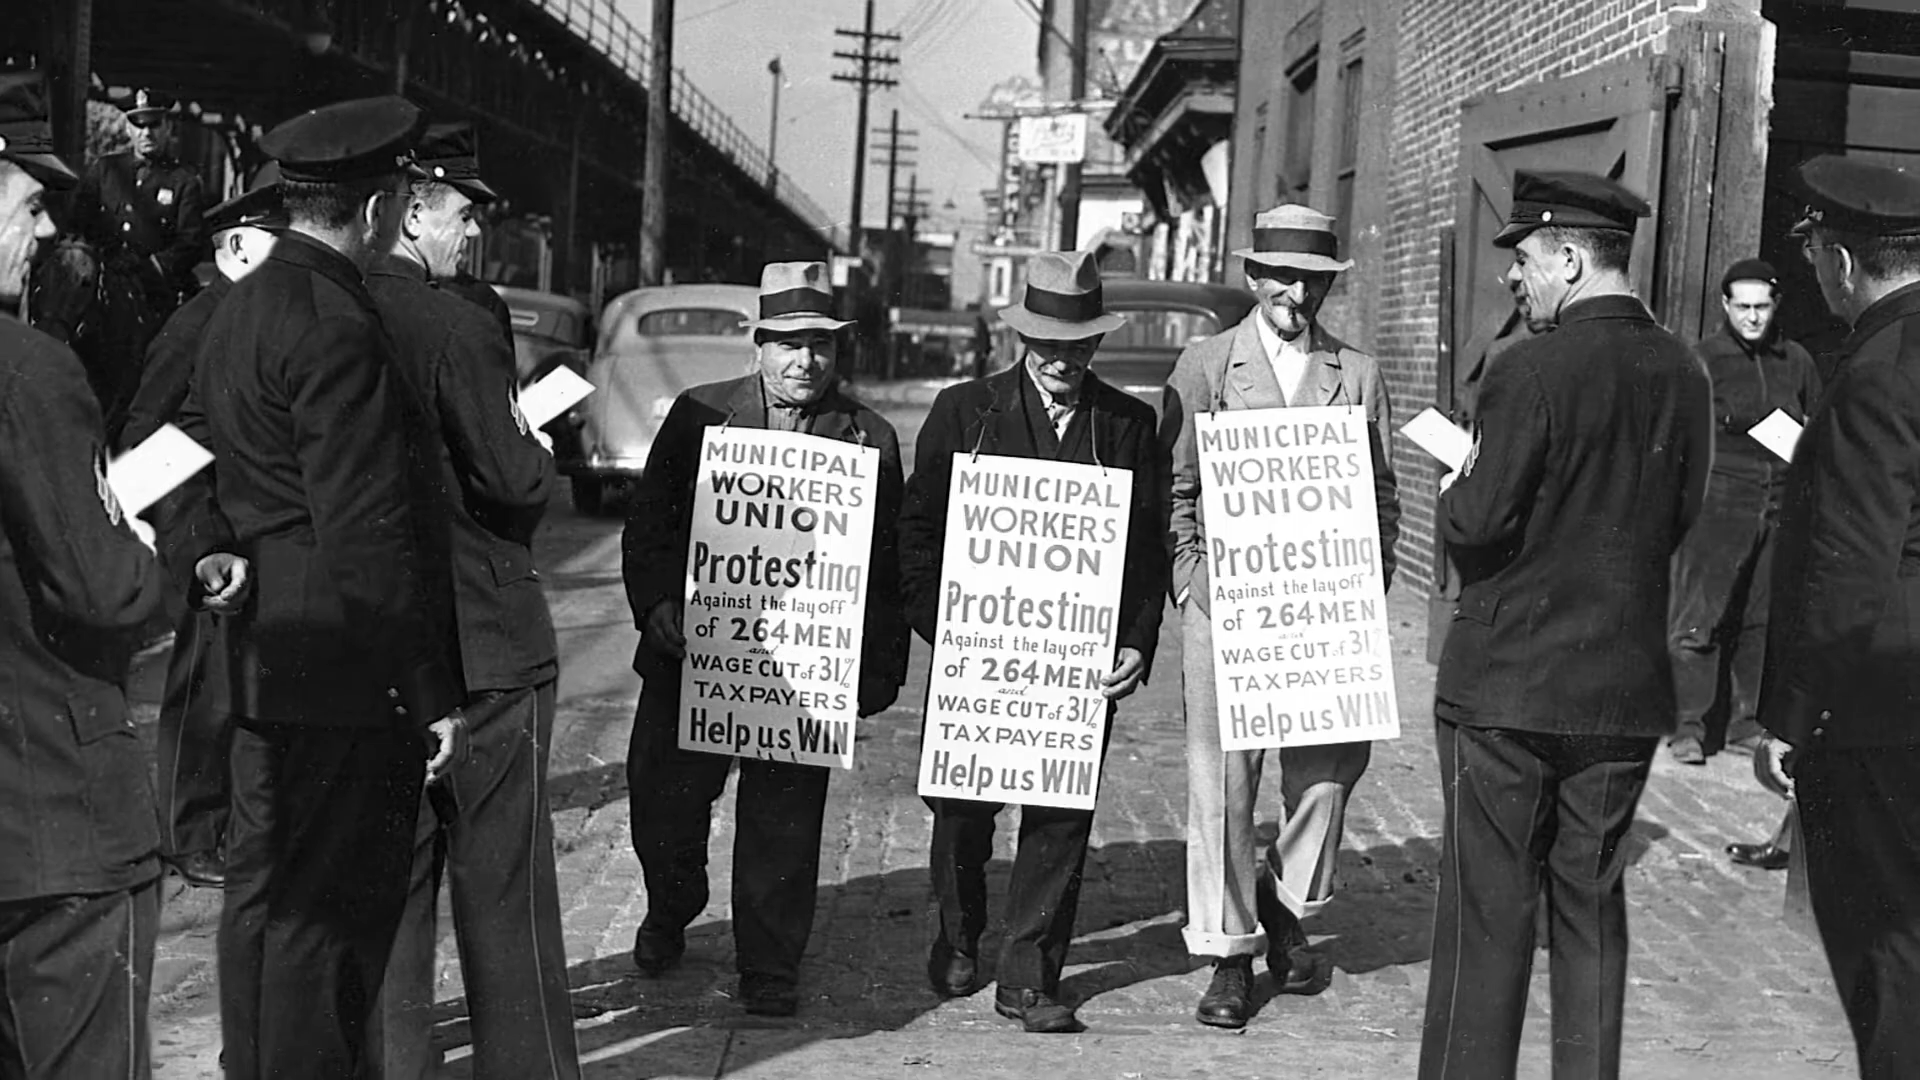 MUNICIPAL
WORKERS
UNION
Protesting
Against the lay off
of 264 MEN
and
WAGE CUT of 31%
TAXPAYERS
Help us WIN
MUNICIPAL
WORKERS
UNION
Protesting
Against the lay off
of 264 MEN
and
WAGE CUT of 31%
TAXPAYERS
Help us WIN
MUNICIPAL
WORKERS
UNION
Protesting
Against the lay off
of 264 MEN
and
WAGE CUT of 31%
TAXPAYERS
Help us WIN